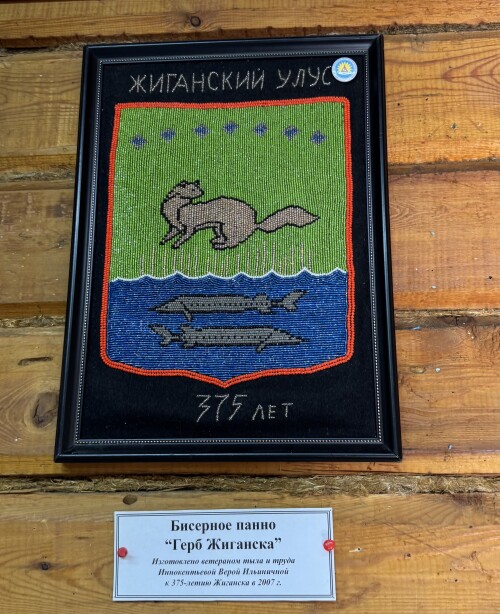 ЖИГАНСКИЙ УЛУС
375 ЛЕТ
Бисерное панно
“Герб Жиганска”
Изготовлено ветераном тыла и труда
Иннокентьевой Верой Ильиничной
к 375-летию Жиганска в 2007 г.